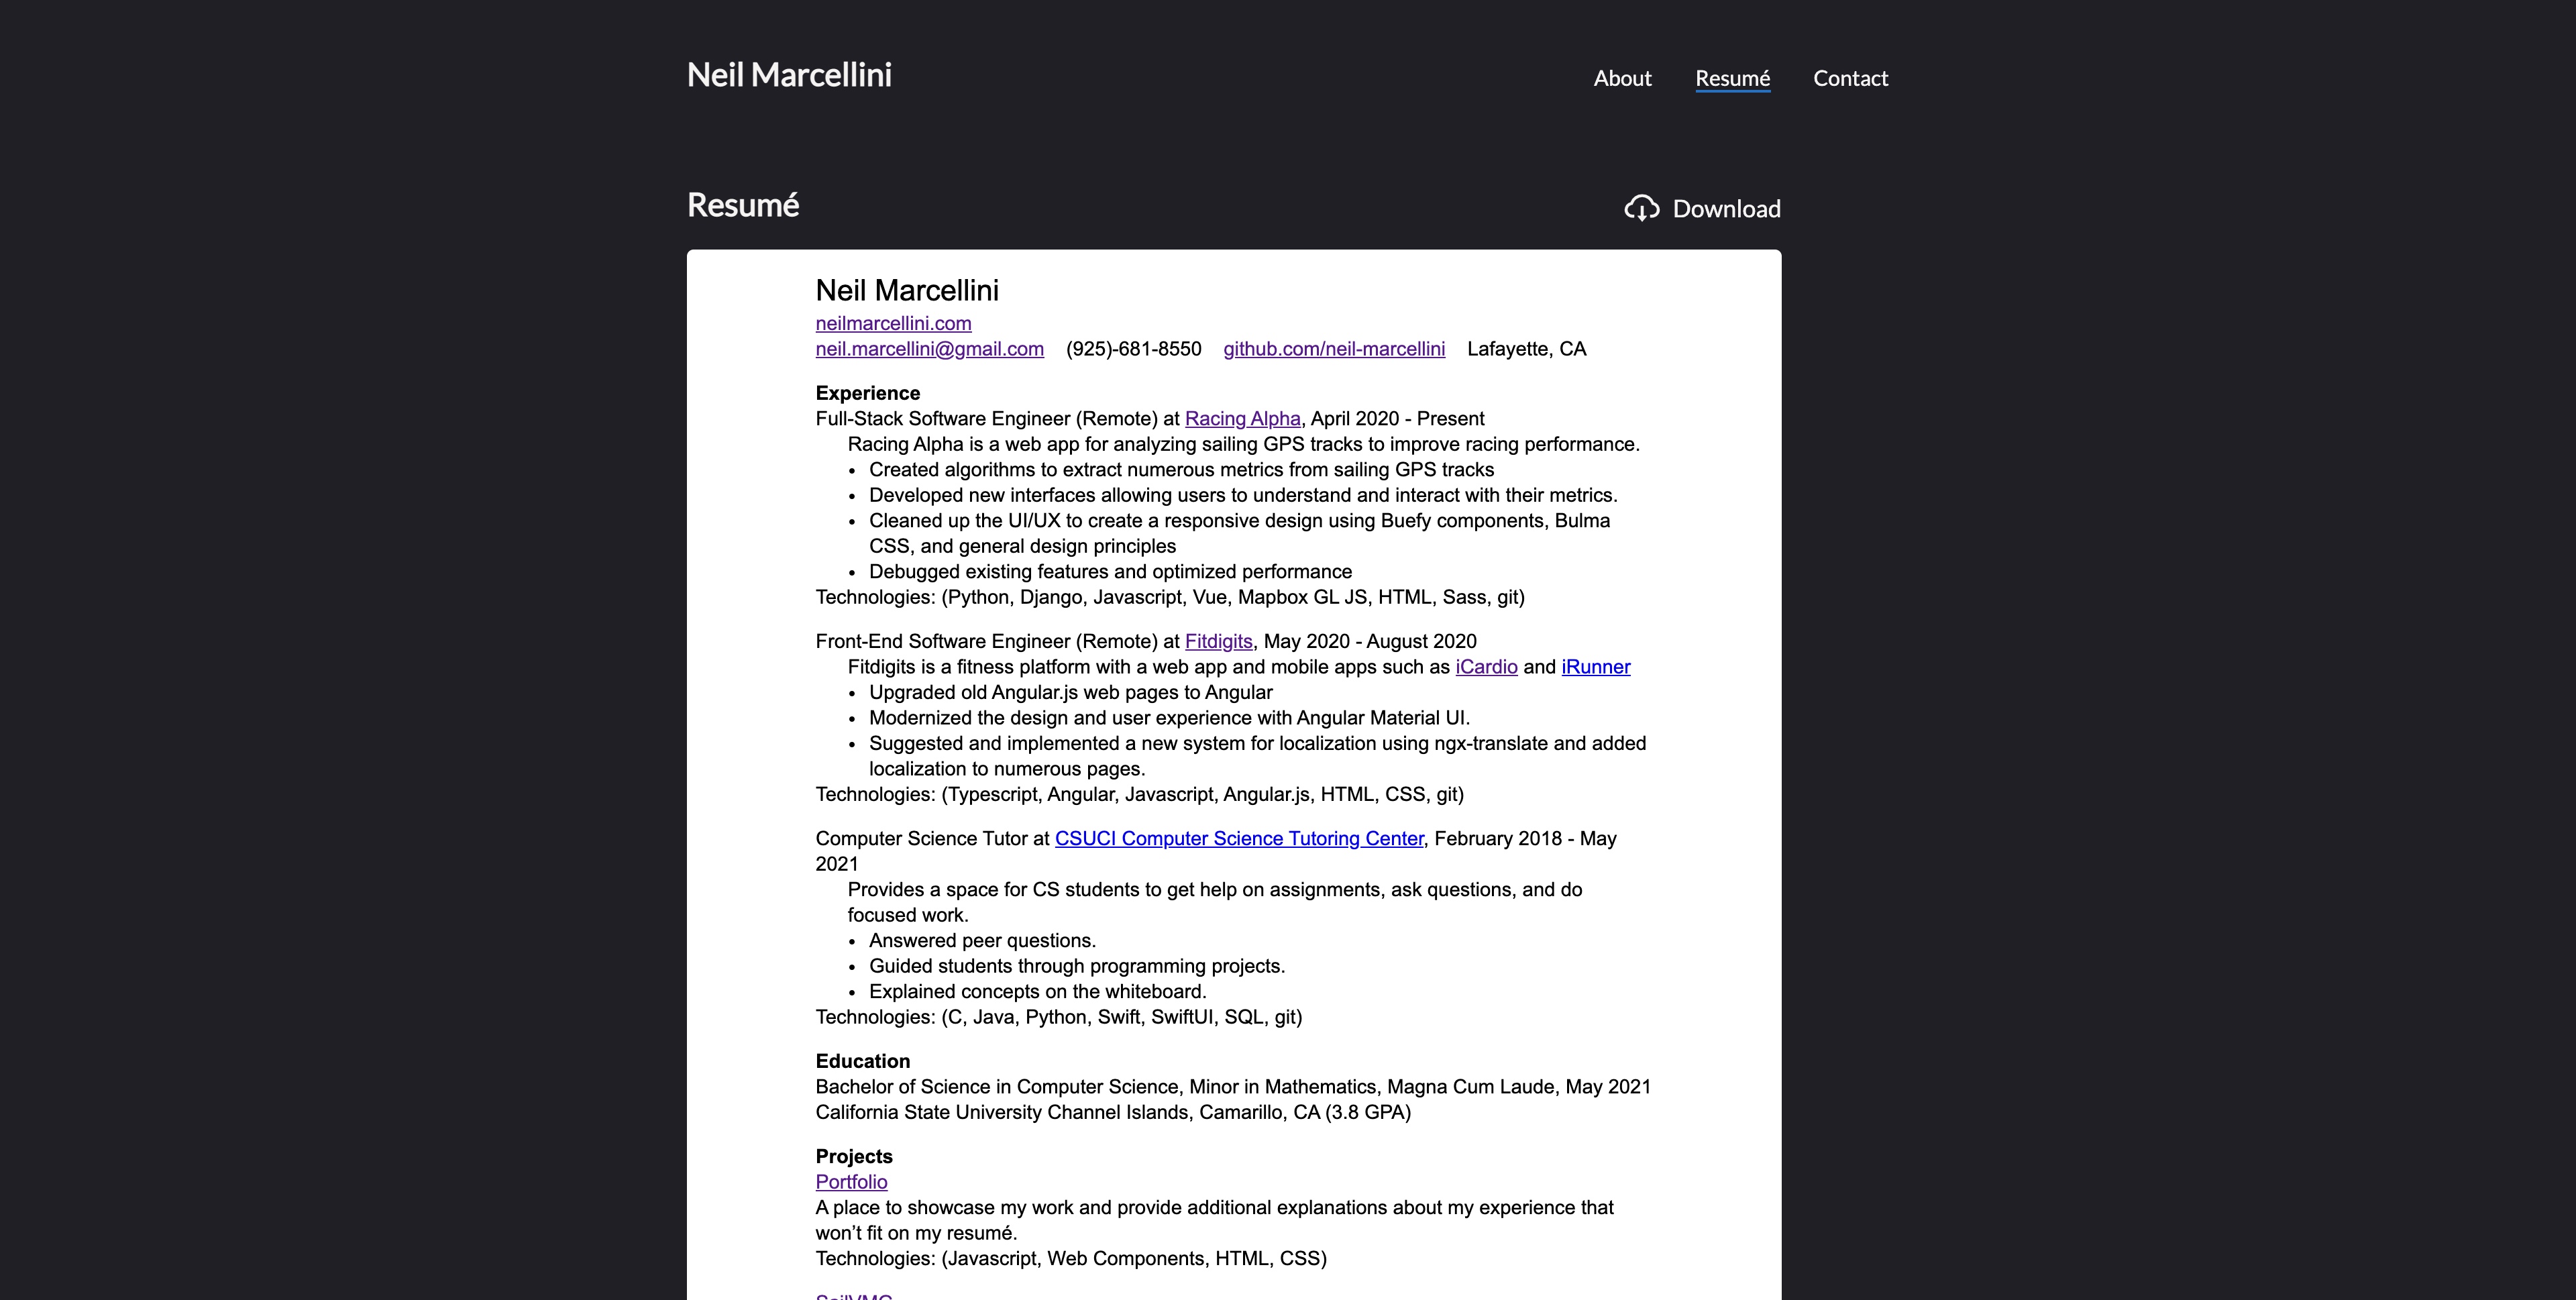 Neil Marcellini
About Resumé Contact
Resumé
Download
Neil Marcellini
neilmarcellini.com
neil.marcellini@gmail.com (925)-681-8550 github.com/neil-marcellini Lafayette, CA
Experience
Full-Stack Software Engineer (Remote) at Racing Alpha, April 2020 - Present
Racing Alpha is a web app for analyzing sailing GPS tracks to improve racing performance.
• Created algorithms to extract numerous metrics from sailing GPS tracks
• Developed new interfaces allowing users to understand and interact with their metrics.
• Cleaned up the UI/UX to create a responsive design using Buefy components, Bulma
CSS, and general design principles
• Debugged existing features and optimized performance
Technologies: (Python, Django, Javascript, Vue, Mapbox GL JS, HTML, Sass, git)
Front-End Software Engineer (Remote) at Fitdigits, May 2020 - August 2020
Fitdigits is a fitness platform with a web app and mobile apps such as iCardio and iRunner
• Upgraded old Angular.js web pages to Angular
• Modernized the design and user experience with Angular Material UI.
• Suggested and implemented a new system for localization using ngx-translate and added
localization to numerous pages.
Technologies: (Typescript, Angular, Javascript, Angular.js, HTML, CSS, git)
Computer Science Tutor at CSUCI Computer Science Tutoring Center, February 2018 - May
2021
Provides a space for CS students to get help on assignments, ask questions, and do
focused work.
• Answered peer questions.
• Guided students through programming projects.
• Explained concepts on the whiteboard.
Technologies: (C, Java, Python, Swift, SwiftUI, SQL, git)
Education
Bachelor of Science in Computer Science, Minor in Mathematics, Magna Cum Laude, May 2021
California State University Channel Islands, Camarillo, CA (3.8 GPA)
Projects
Portfolio
A place to showcase my work and provide additional explanations about my experience that
won’t fit on my resumé.
Technologies: (Javascript, Web Components, HTML, CSS)